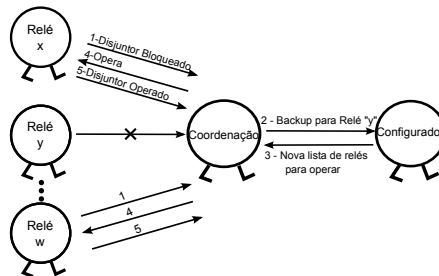 Relé
x
1-Disjuntor Bloqueado
4-Opera
5-Disjuntor Operado
Relé
y
Coordenação
2 - Backup para Relé "y"
Configurado
3 - Nova lista de relés
para operar
Relé
w
1
4
5